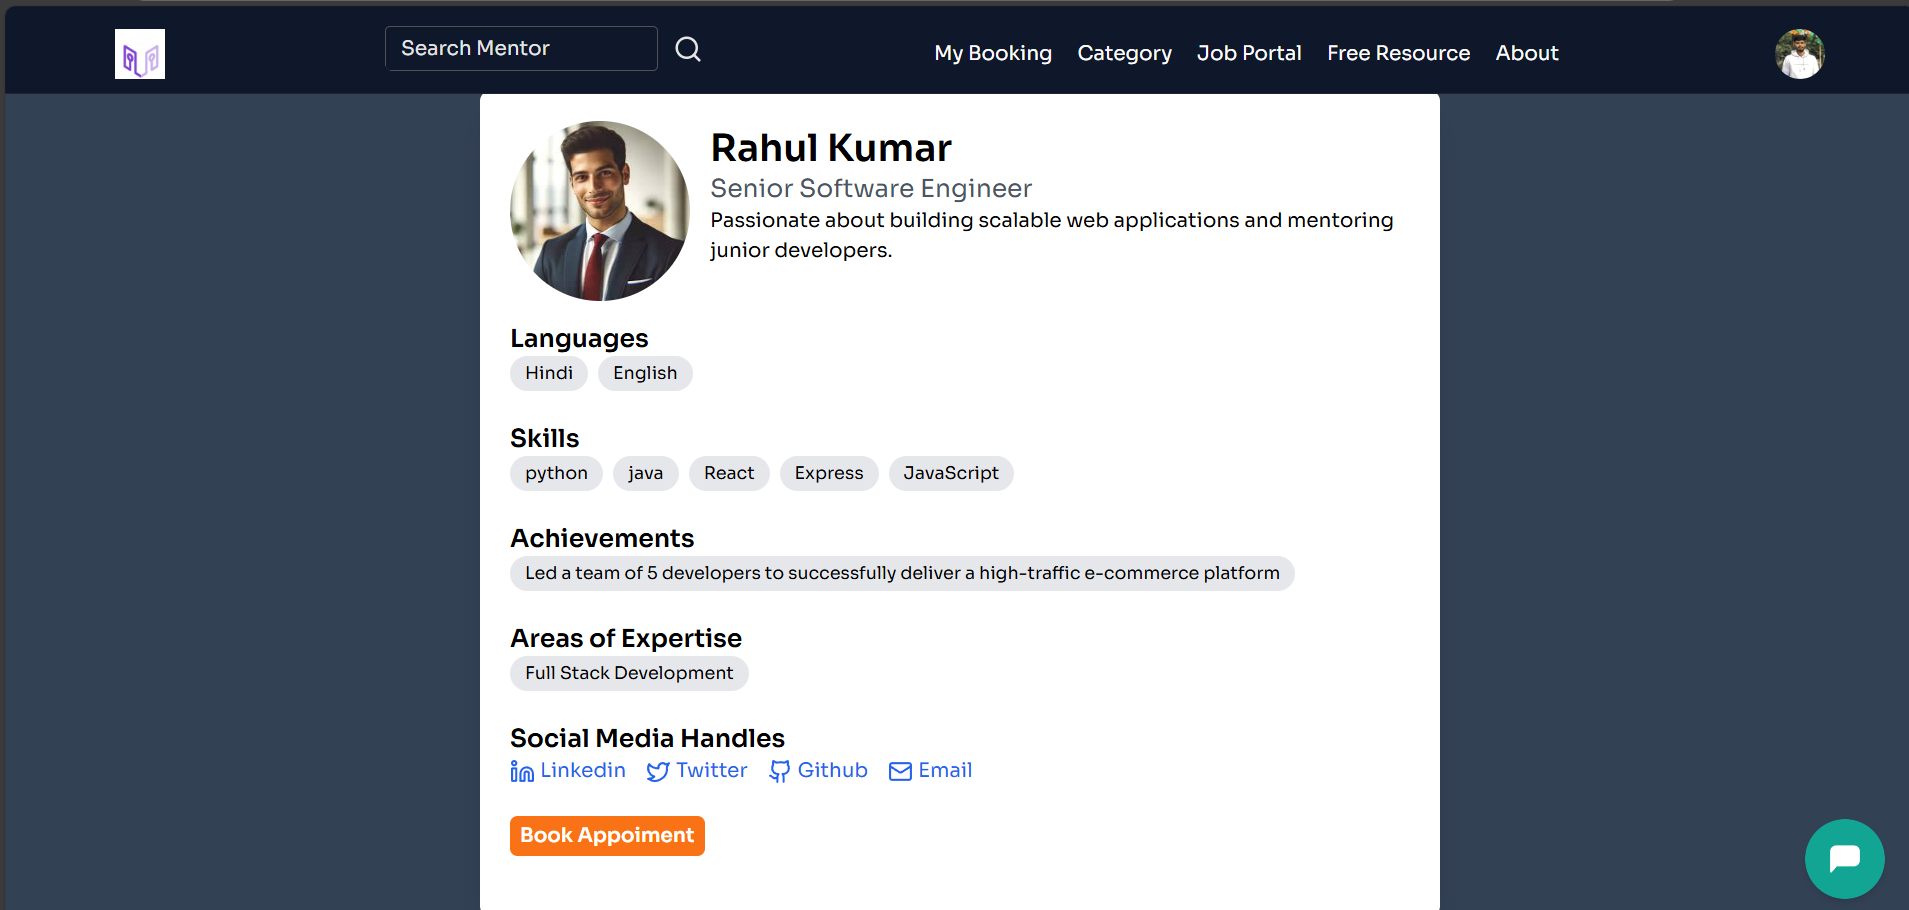 Search Mentor
My Booking Category Job Portal Free Resource About
Rahul Kumar
Senior Software Engineer
Passionate about building scalable web applications and mentoring
junior developers.
Languages
Hindi English
Skills
python java React Express JavaScript
Achievements
Led a team of 5 developers to successfully deliver a high-traffic e-commerce platform
Areas of Expertise
Full Stack Development
Social Media Handles
Linkedin Twitter Github Email
Book Appoiment